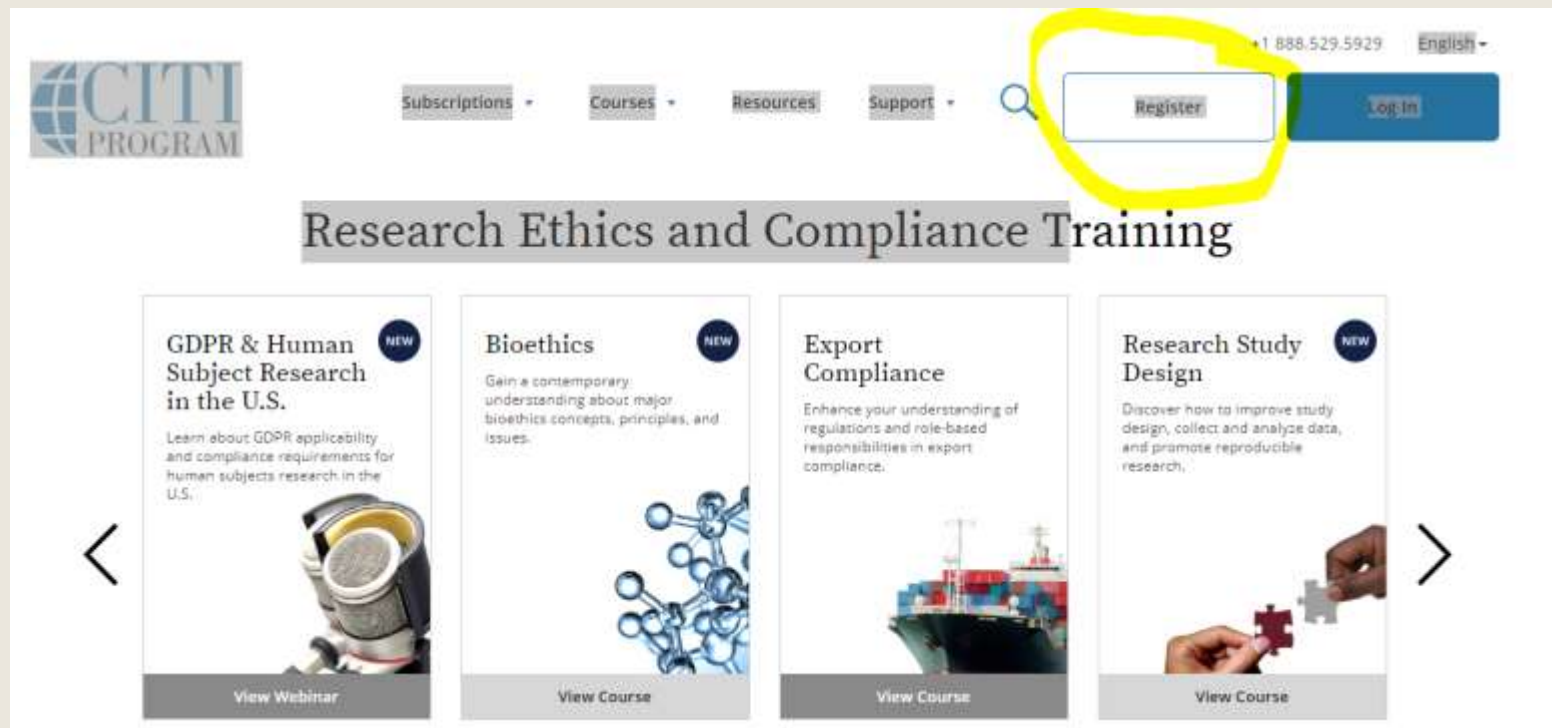 +1 888.529.5929 English
CITI PROGRAM
Subscriptions Courses Resources Support Register Log In
Research Ethics and Compliance Training
GDPR & Human
Subject Research
in the U.S.
NEW
Learn about GDPR applicability
and compliance requirements for
human subjects research in the
U.S.
View Webinar
Bioethics
NEW
Gain a contemporary
understanding about major
bioethics concepts, principles, and
issues.
View Course
Export
Compliance
Enhance your understanding of
regulations and role-based
responsibilities in export
compliance.
View Course
Research Study
Design
NEW
Discover how to improve study
design, collect and analyze data,
and promote reproducible
research.
View Course